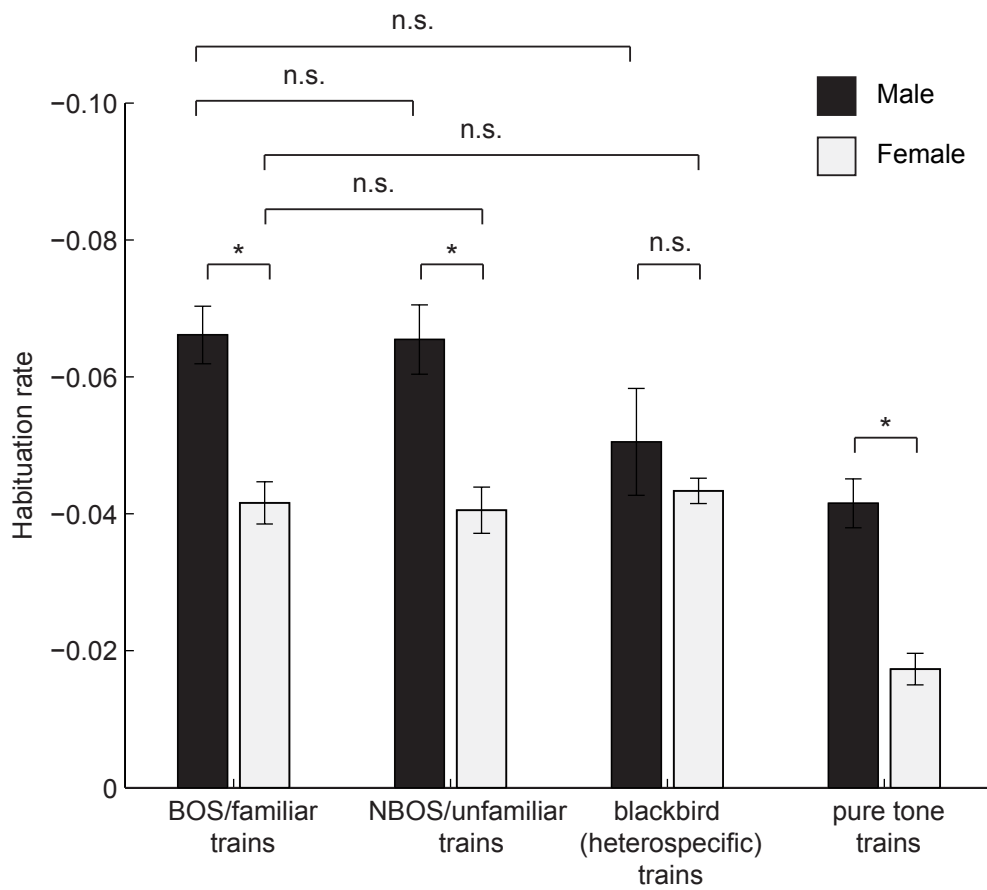 n.s.
n.s.
n.s.
n.s.
n.s.
*
*
*
Male
Female
−0.10
−0.08
−0.06
−0.04
−0.02
0
Habituation rate
BOS/familiar
trains
NBOS/unfamiliar
trains
blackbird
(heterospecific)
trains
pure tone
trains